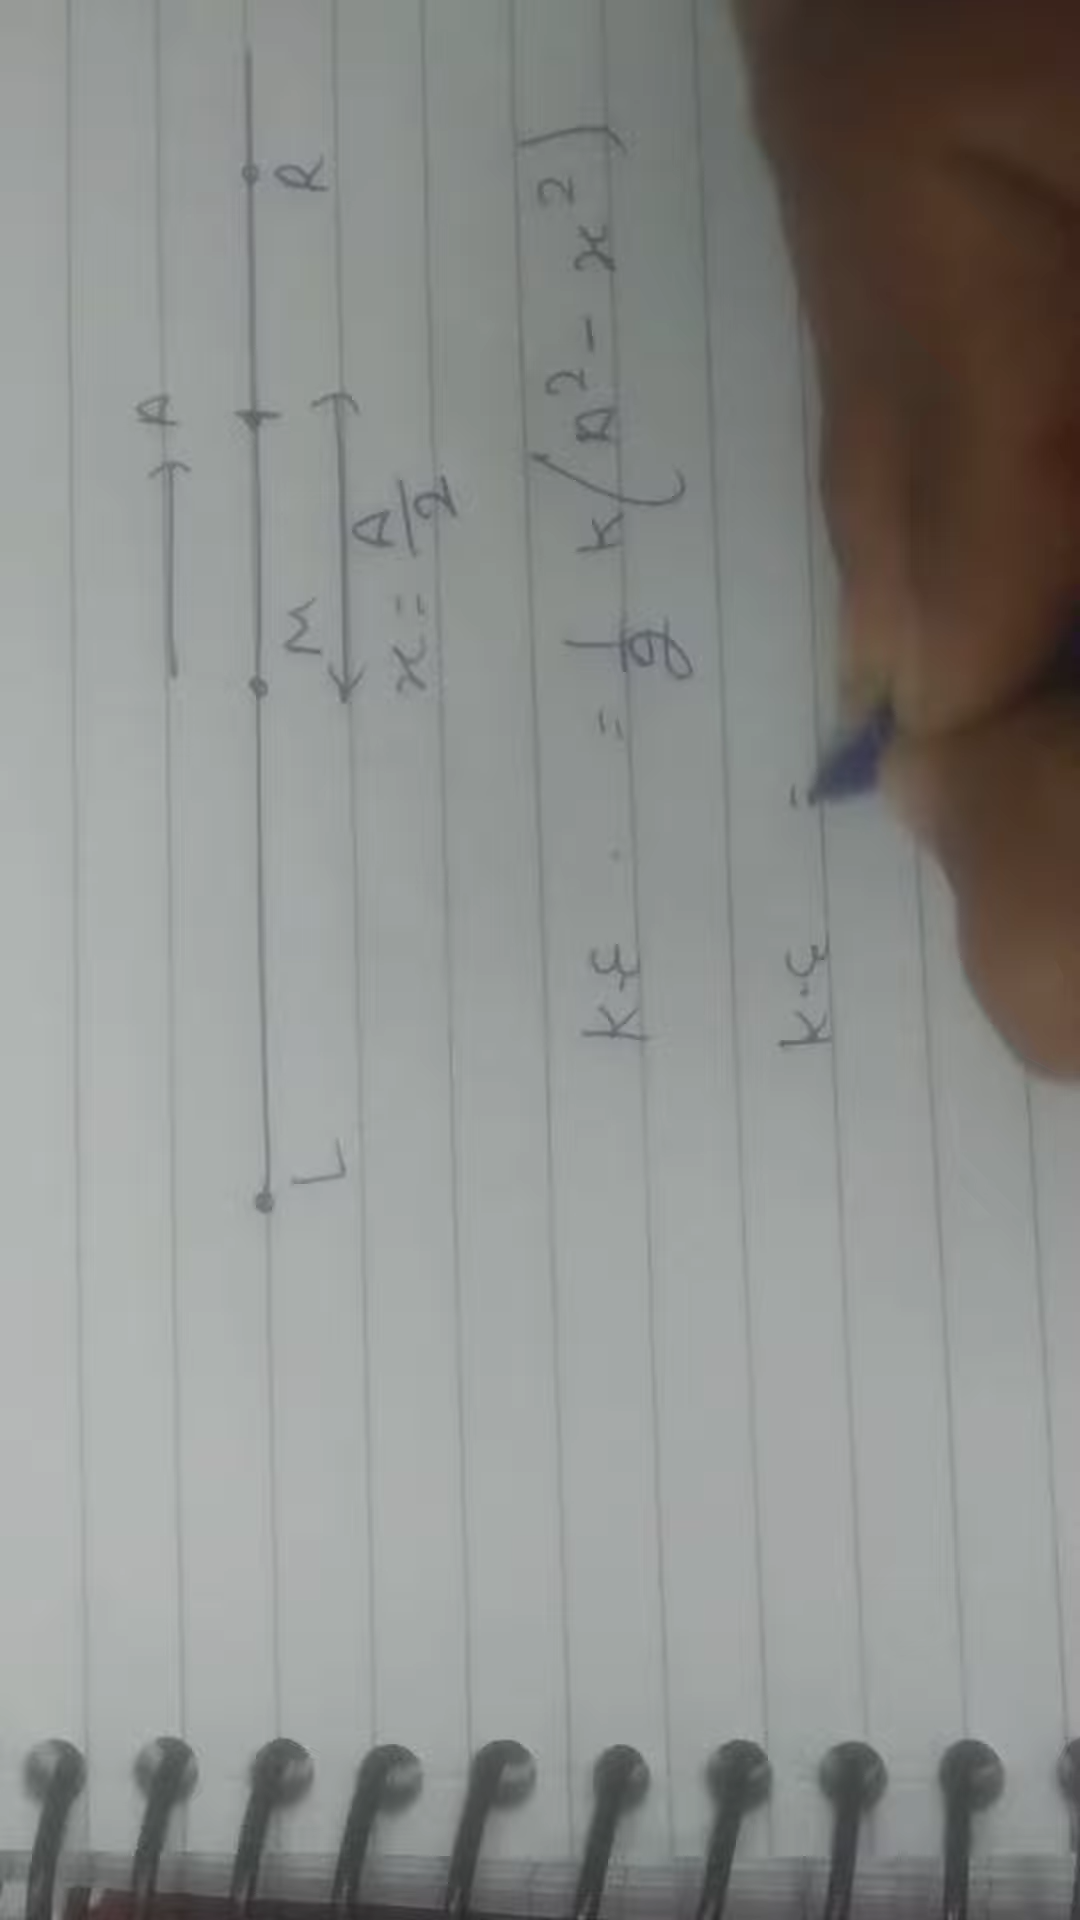 → A
L M R
x = A/2
K.E. = 1/2 K (A² - x²)
K.E =